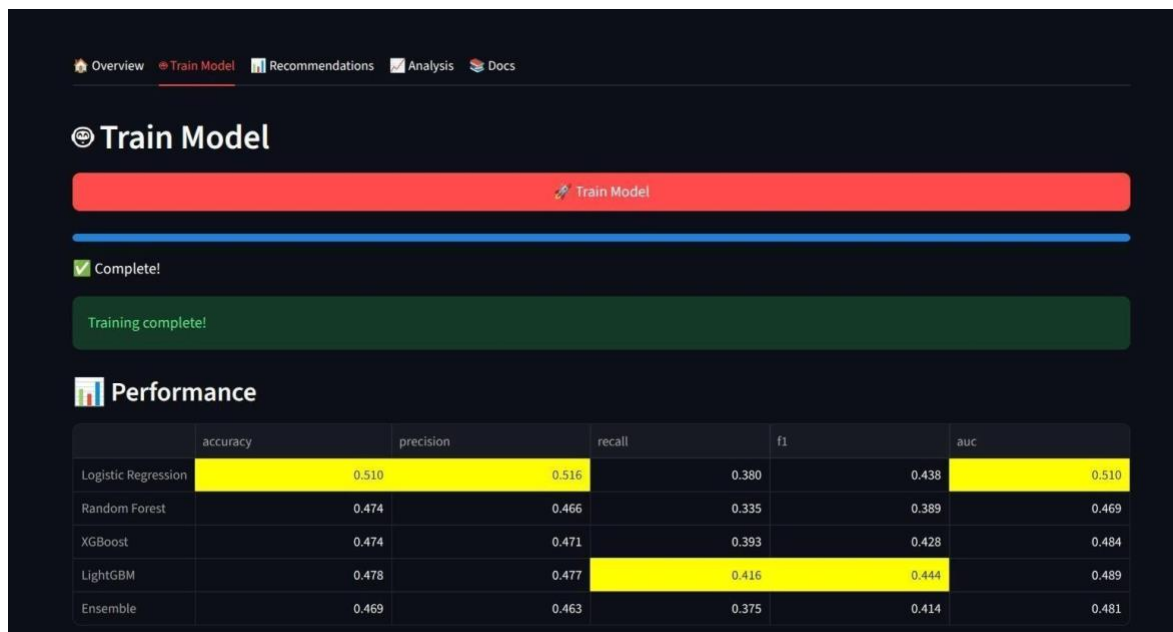 🏠 Overview Train Model 📊 Recommendations 📈 Analysis 📚 Docs
Train Model
🚀 Train Model
✅ Complete!
Training complete!
📊 Performance
accuracy precision recall f1 auc
Logistic Regression 0.510 0.516 0.380 0.438 0.510
Random Forest 0.474 0.466 0.335 0.389 0.469
XGBoost 0.474 0.471 0.393 0.428 0.484
LightGBM 0.478 0.477 0.416 0.444 0.489
Ensemble 0.469 0.463 0.375 0.414 0.481